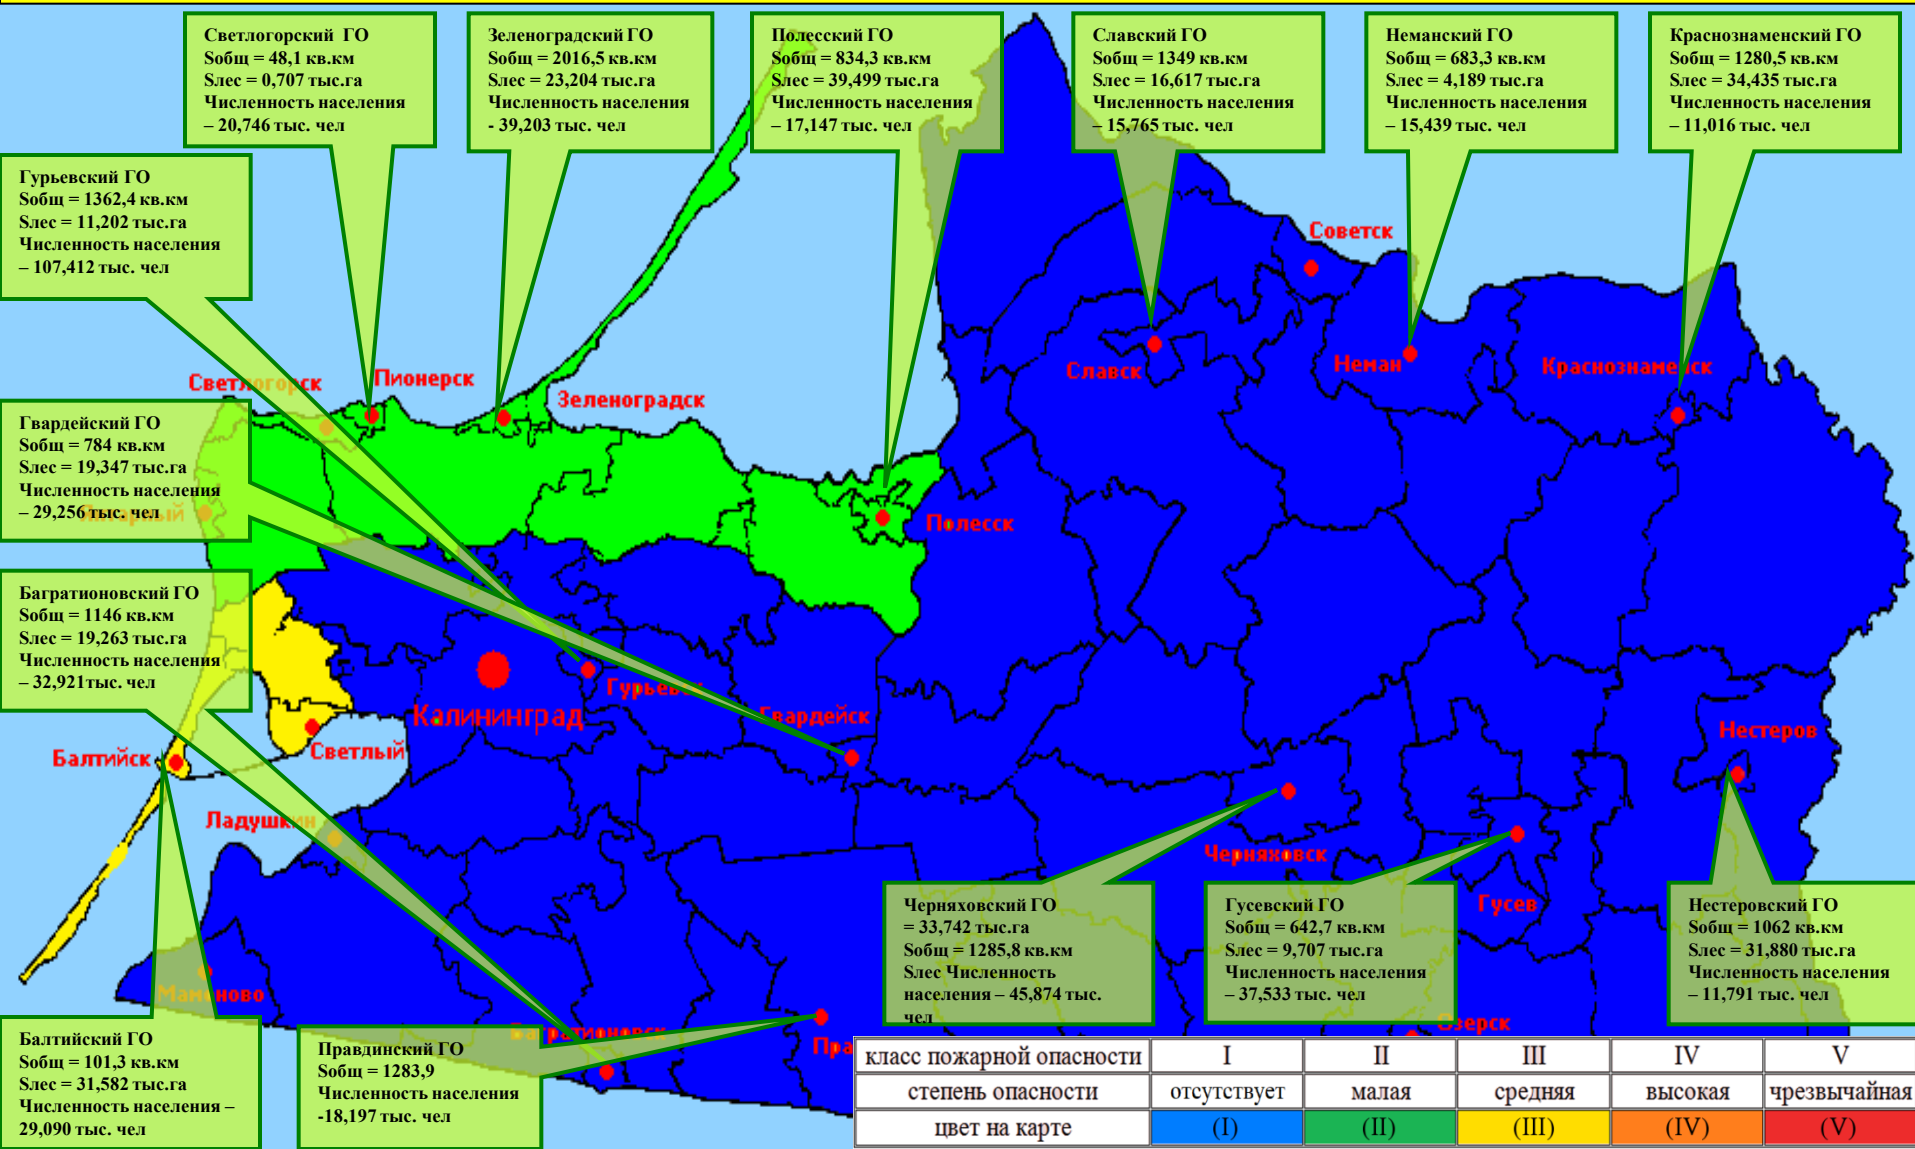 Светлогорский ГО
Sобщ = 48,1 кв.км
Sлес = 0,707 тыс.га
Численность населения
– 20,746 тыс. чел
Зеленоградский ГО
Sобщ = 2016,5 кв.км
Sлес = 23,204 тыс.га
Численность населения
- 39,203 тыс. чел
Полесский ГО
Sобщ = 834,3 кв.км
Sлес = 39,499 тыс.га
Численность населения
– 17,147 тыс. чел
Славский ГО
Sобщ = 1349 кв.км
Sлес = 16,617 тыс.га
Численность населения
– 15,765 тыс. чел
Неманский ГО
Sобщ = 683,3 кв.км
Sлес = 4,189 тыс.га
Численность населения
– 15,439 тыс. чел
Краснознаменский ГО
Sобщ = 1280,5 кв.км
Sлес = 34,435 тыс.га
Численность населения
– 11,016 тыс. чел
Гурьевский ГО
Sобщ = 1362,4 кв.км
Sлес = 11,202 тыс.га
Численность населения
– 107,412 тыс. чел
Советск
Славск
Неман
Краснознаменск
Светлогорск
Пионерск
Зеленоградск
Гвардейский ГО
Sобщ = 784 кв.км
Sлес = 19,347 тыс.га
Численность населения
– 29,256 тыс. чел
Янтарный
Полесск
Багратионовский ГО
Sобщ = 1146 кв.км
Sлес = 19,263 тыс.га
Численность населения
– 32,921тыс. чел
Гурьевск
Калининград
Гвардейск
Нестеров
Светлый
Балтийск
Ладушкин
Черняховск
Гусев
Мамоново
Багратионовск
Озерск
Пра
Черняховский ГО
= 33,742 тыс.га
Sобщ = 1285,8 кв.км
Sлес Численность
населения – 45,874 тыс.
чел
Гусевский ГО
Sобщ = 642,7 кв.км
Sлес = 9,707 тыс.га
Численность населения
– 37,533 тыс. чел
Нестеровский ГО
Sобщ = 1062 кв.км
Sлес = 31,880 тыс.га
Численность населения
– 11,791 тыс. чел
Балтийский ГО
Sобщ = 101,3 кв.км
Sлес = 31,582 тыс.га
Численность населения –
29,090 тыс. чел
Правдинский ГО
Sобщ = 1283,9
Численность населения
-18,197 тыс. чел
класс пожарной опасности I II III IV V
степень опасности отсутствует малая средняя высокая чрезвычайная
цвет на карте (I) (II) (III) (IV) (V)